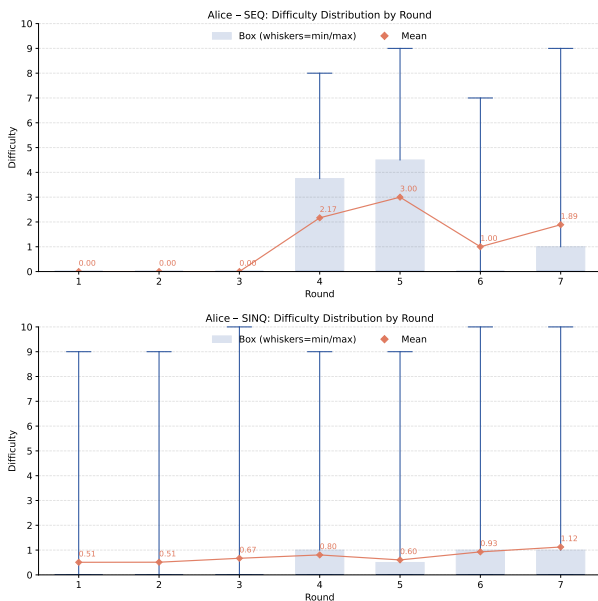 Alice – SEQ: Difficulty Distribution by Round
Box (whiskers=min/max) Mean
Difficulty
10
9
8
7
6
5
4
3
2
1
0
0.00 0.00 0.00 2.17 3.00 1.00 1.89
1 2 3 4 5 6 7
Round
Alice – SINQ: Difficulty Distribution by Round
Box (whiskers=min/max) Mean
Difficulty
10
9
8
7
6
5
4
3
2
1
0
0.51 0.51 0.67 0.80 0.60 0.93 1.12
1 2 3 4 5 6 7
Round